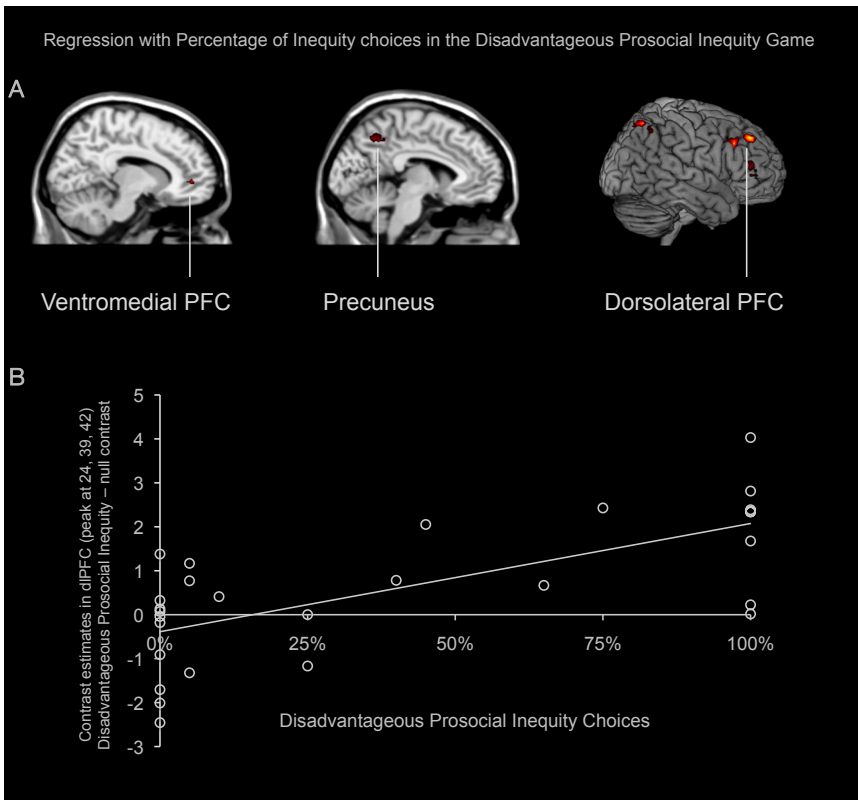 Regression with Percentage of Inequity choices in the Disadvantageous Prosocial Inequity Game
A
Ventromedial PFC
Precuneus
Dorsolateral PFC
B
Contrast estimates in dlPFC (peak at 24, 39, 42)
Disadvantageous Prosocial Inequity – null contrast
5
4
3
2
1
0
-1
-2
-3
0%
25%
50%
75%
100%
Disadvantageous Prosocial Inequity Choices